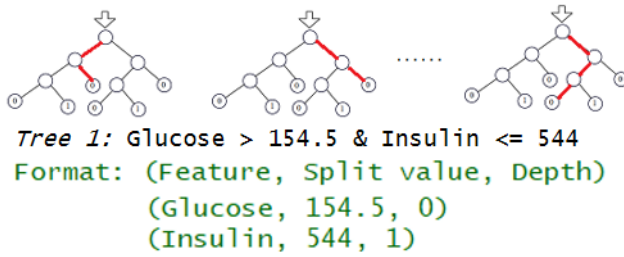 0 1 0 0 1 0
0 1 0 1 0
......
0 1 0 1 0
Tree 1: Glucose > 154.5 & Insulin <= 544
Format: (Feature, Split value, Depth)
(Glucose, 154.5, 0)
(Insulin, 544, 1)